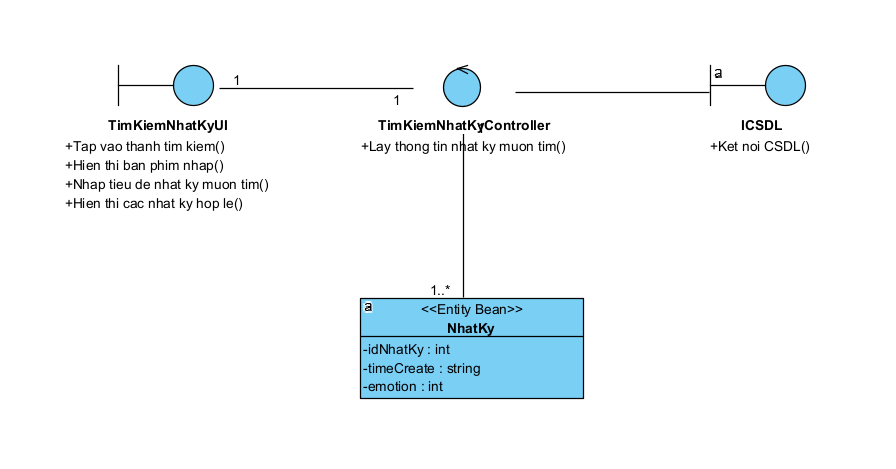 1
1
a
TimKiemNhatKyUI
+Tap vao thanh tim kiem()
+Hien thi ban phim nhap()
+Nhap tieu de nhat ky muon tim()
+Hien thi cac nhat ky hop le()
TimKiemNhatKyController
+Lay thong tin nhat ky muon tim()
ICSDL
+Ket noi CSDL()
1..*
a
<<Entity Bean>>
NhatKy
-idNhatKy : int
-timeCreate : string
-emotion : int